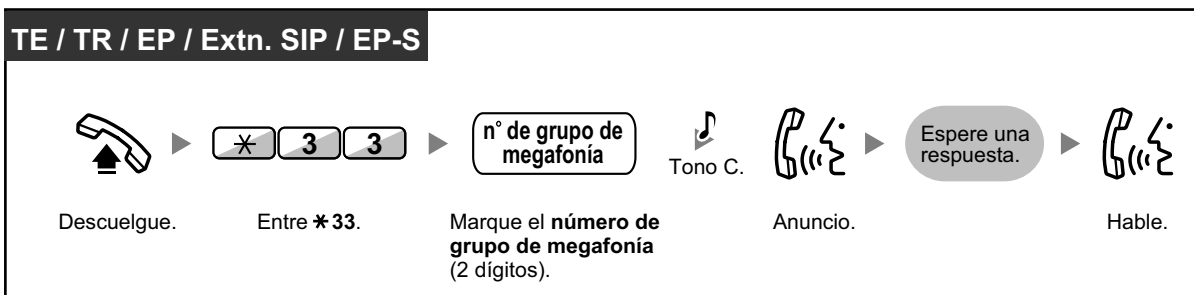 TE / TR / EP / Extn. SIP / EP-S
n° de grupo de
megafonía
Tono C.
Espere una
respuesta.
Descuelgue.
Entre *33.
* 3 3
Marque el número de
grupo de megafonía
(2 dígitos).
Anuncio.
Hable.